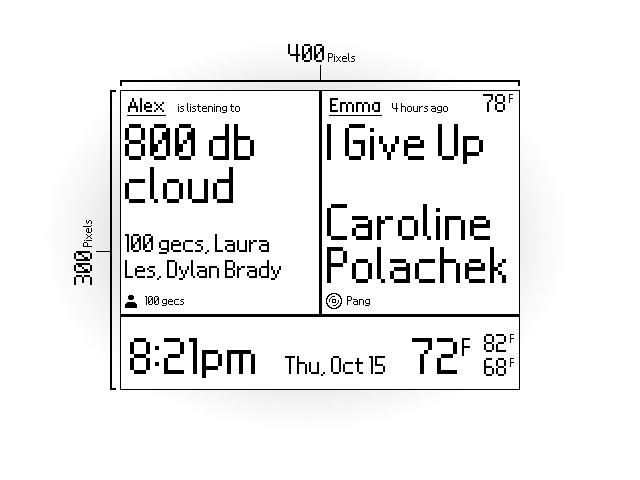 400 Pixels
300 Pixels
Alex is listening to
800 db
cloud
100 gecs, Laura
Les, Dylan Brady
100 gecs
Emma 4 hours ago 78F
I Give Up
Caroline
Polachek
Pang
8:21pm Thu, Oct 15 72F 82F
68F